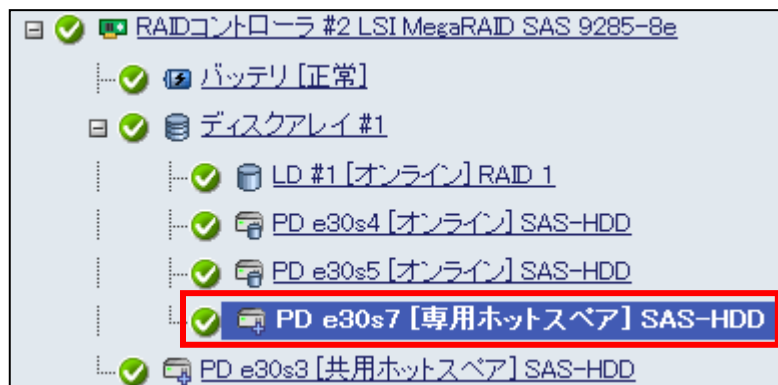 RAIDコントローラ #2 LSI MegaRAID SAS 9285-8e
バッテリ [正常]
ディスクアレイ #1
LD #1 [オンライン] RAID 1
PD e30s4 [オンライン] SAS-HDD
PD e30s5 [オンライン] SAS-HDD
PD e30s7 [専用ホットスペア] SAS-HDD
PD e30s3 [共用ホットスペア] SAS-HDD